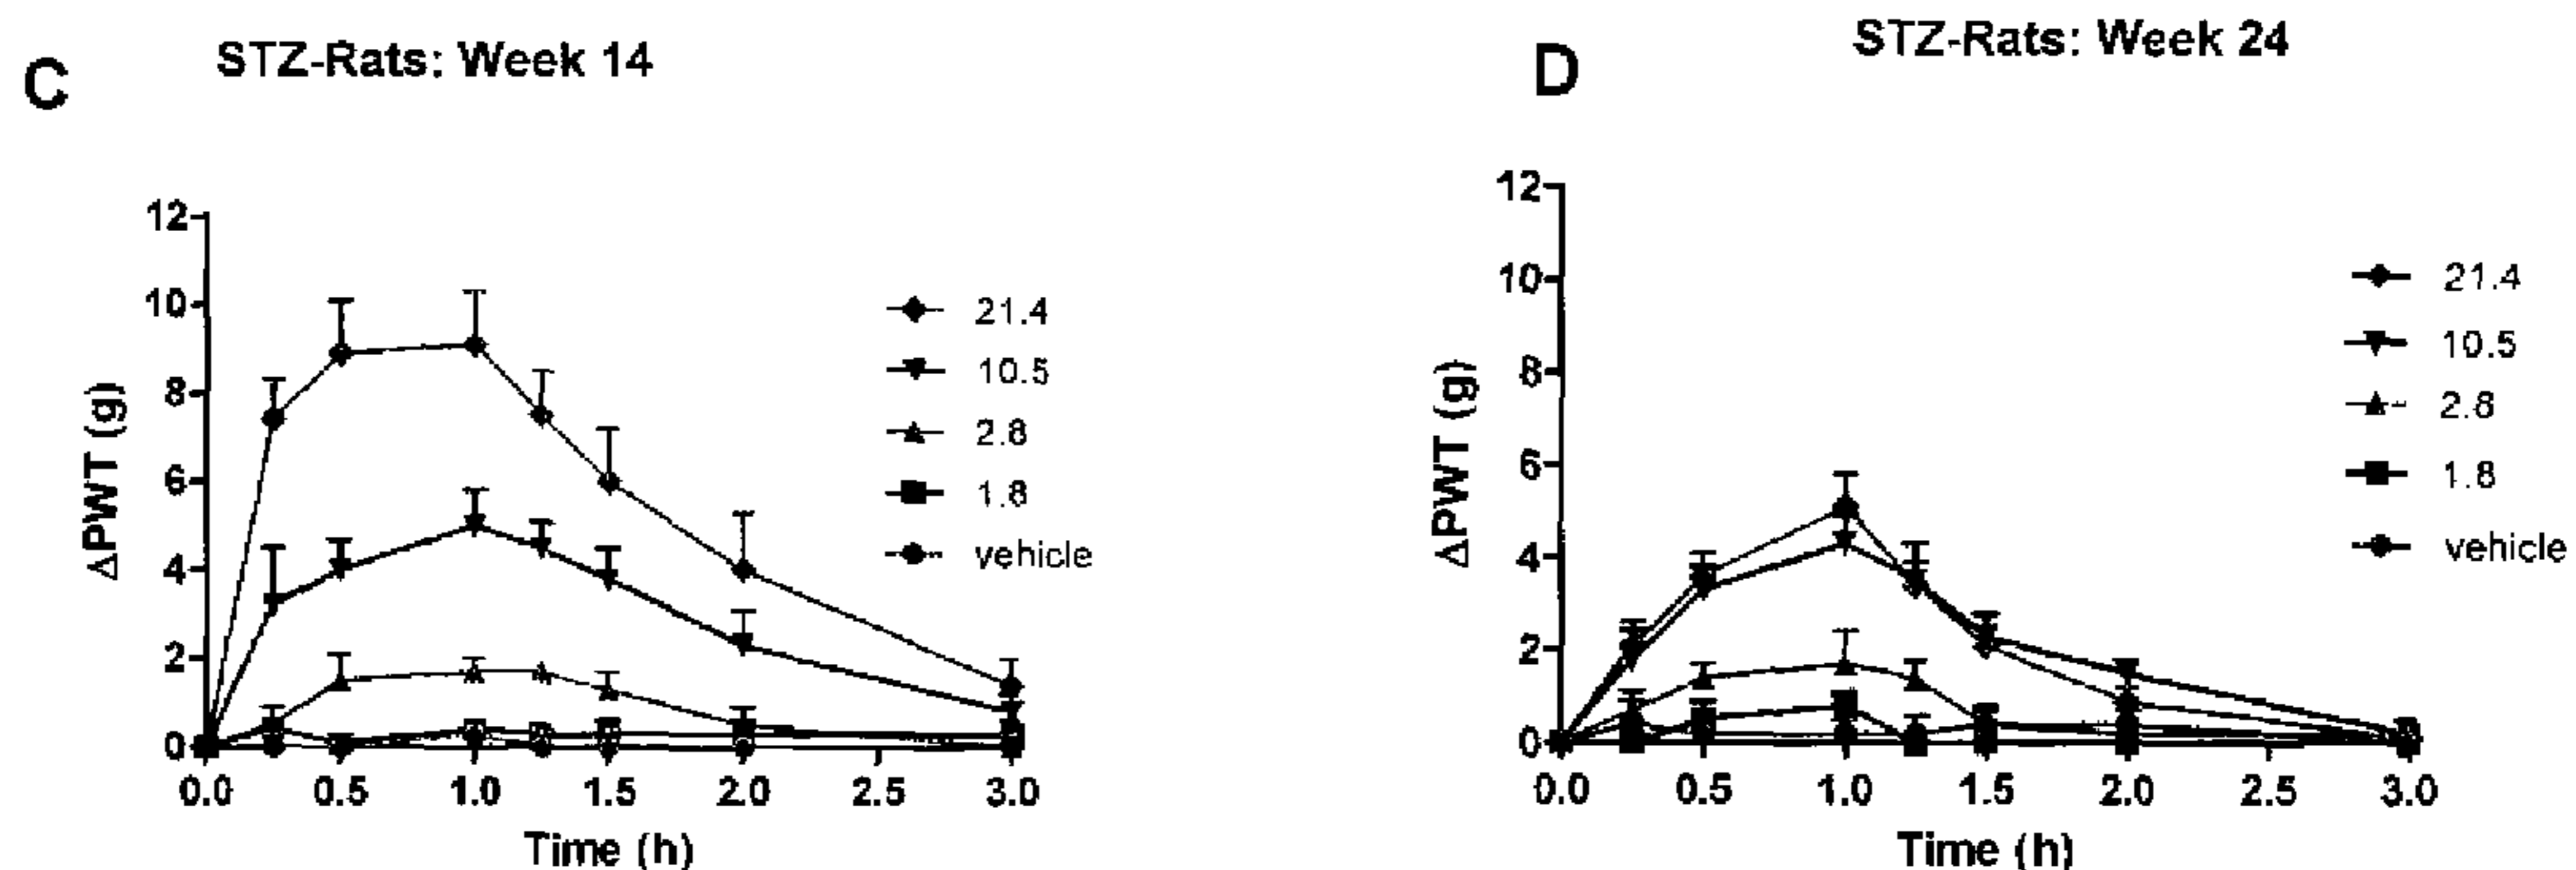 C STZ-Rats: Week 14
12
10
8
6
4
2
0
ΔPWT (g)
0.0 0.5 1.0 1.5 2.0 2.5 3.0
Time (h)
21.4
10.5
2.8
1.8
vehicle
D STZ-Rats: Week 24
12
10
8
6
4
2
0
ΔPWT (g)
0.0 0.5 1.0 1.5 2.0 2.5 3.0
Time (h)
21.4
10.5
2.8
1.8
vehicle